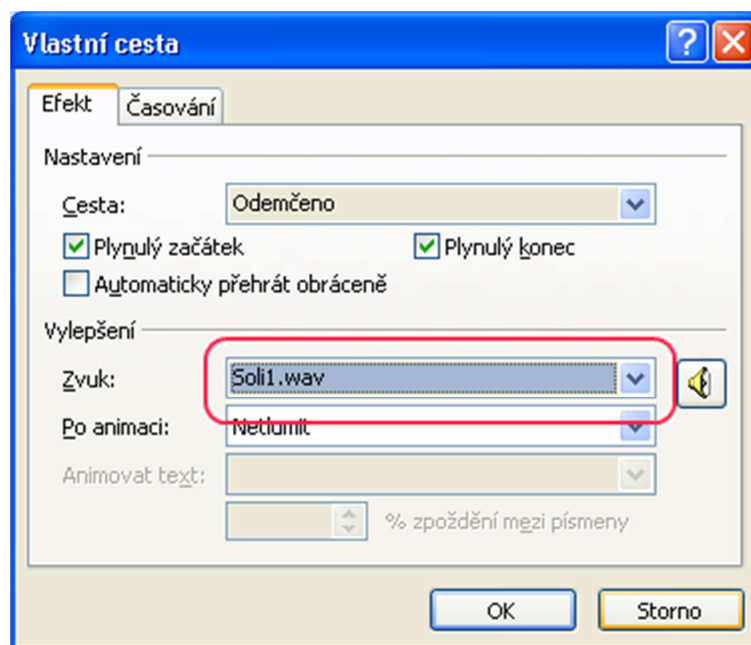 Vlastní cesta
Efekt Časování
Nastavení
Cesta: Odemčeno
Plynulý začátek Plynulý konec
Automaticky přehrát obráceně
Vylepšení
Zvuk: Soli1.wav
Po animaci: Netlumit
Animovat text:
% zpoždění mezi písmeny
OK Storno